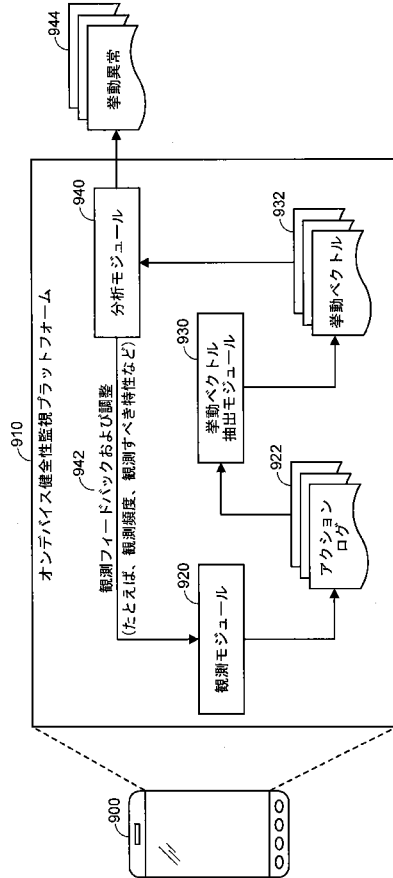 910
オンデバイス健全性監視プラットフォーム
900
942
観測フィードバックおよび調整
(たとえば、観測頻度、観測すべき特性など)
920
観測モジュール
922
アクション
ログ
930
挙動ベクトル
抽出モジュール
932
挙動ベクトル
940
分析モジュール
944
挙動異常